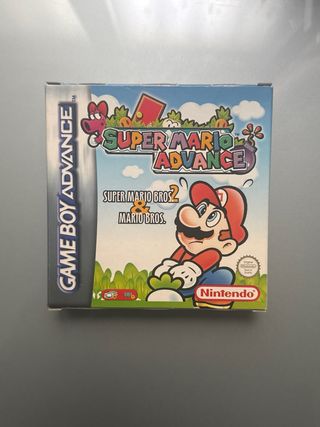 GAME BOY ADVANCE
SUPER MARIO
ADVANCE
SUPER MARIO BROS. 2
&
MARIO BROS.
Nintendo